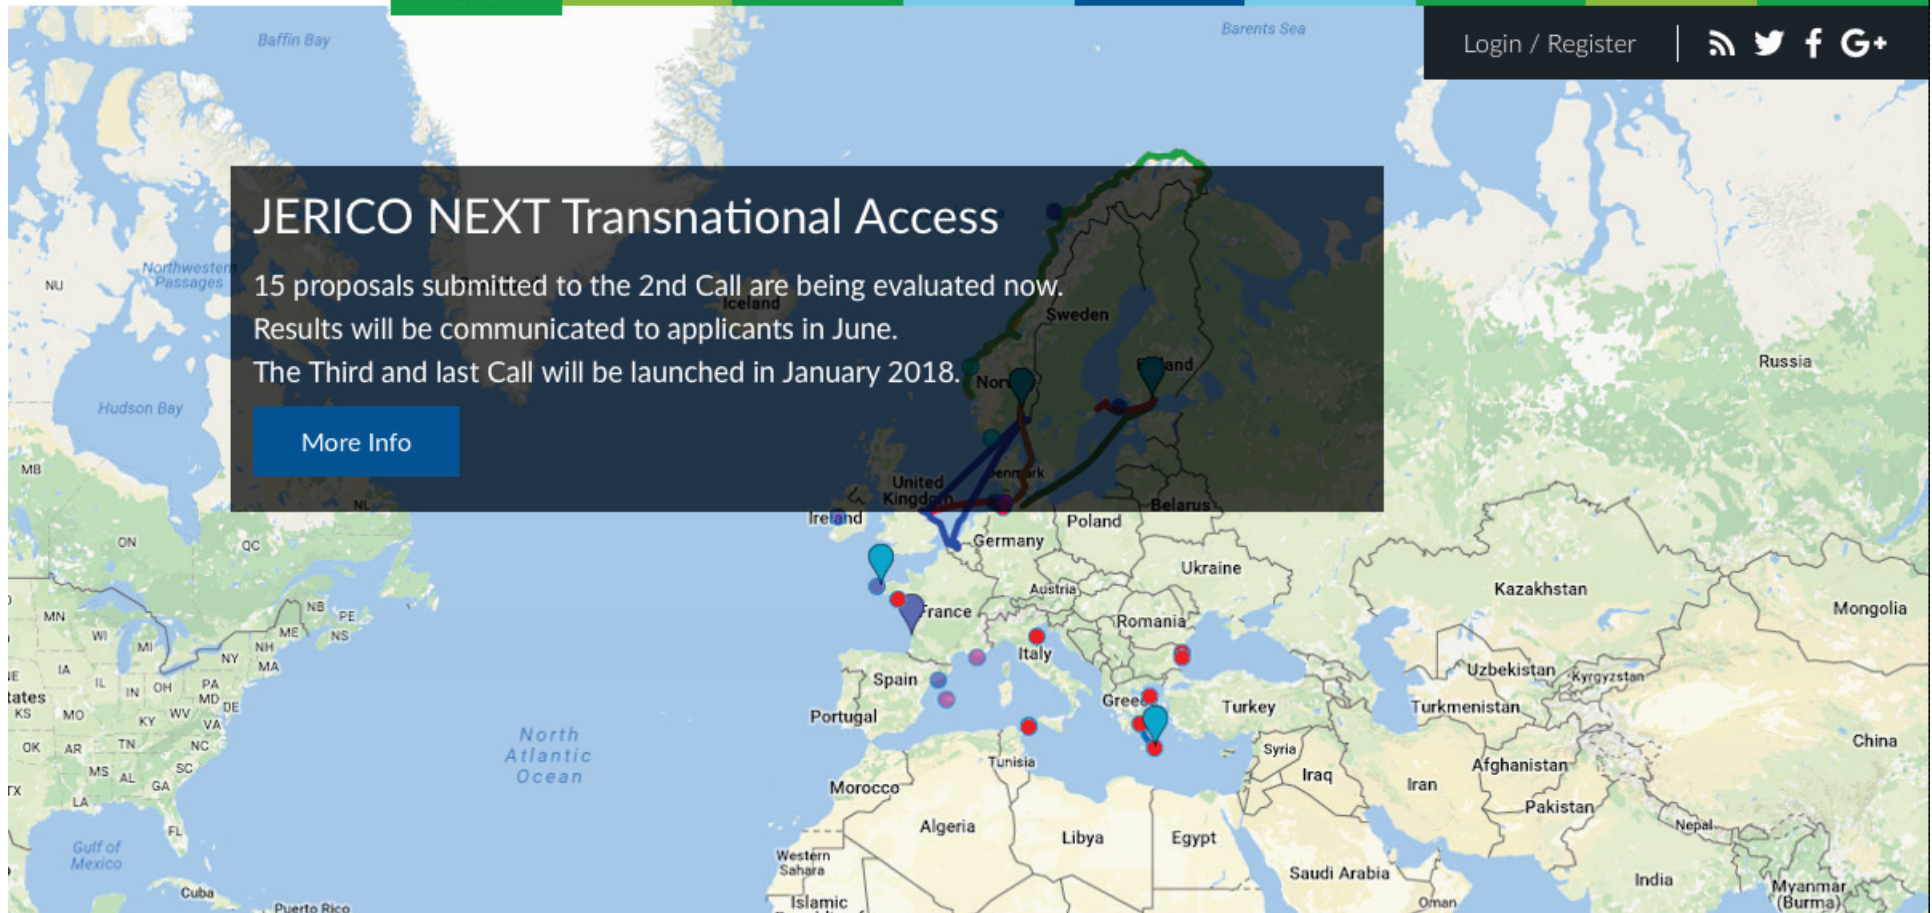 Baffin Bay
Barents Sea
Login / Register
G+
JERICO NEXT Transnational Access
15 proposals submitted to the 2nd Call are being evaluated now.
Results will be communicated to applicants in June.
The Third and last Call will be launched in January 2018.
More Info
Northwestern
Passages
NU
Iceland
Sweden
Russia
Hudson Bay
MB
United
Kingdom
Denmark
NL
Belarus
Ireland
Poland
ON
QC
Germany
Ukraine
Austria
Kazakhstan
Mongolia
NB
PE
MN
France
Romania
WI
MI
ME
NS
NH
NY
MA
Italy
IA
IL
IN
OH
PA
Spain
Uzbekistan
Kyrgyzstan
tates
MD
DE
KS
MO
KY
WV
VA
Portugal
Turkey
Turkmenistan
OK
AR
TN
NC
North
Atlantic
Ocean
Syria
China
MS
AL
SC
GA
Tunisia
Iraq
Iran
Afghanistan
TX
LA
Morocco
Pakistan
FL
Algeria
Libya
Egypt
Nepal
Gulf of
Mexico
Western
Sahara
Saudi Arabia
India
Myanmar
(Burma)
Cuba
Puerto Rico
Islamic
Oman